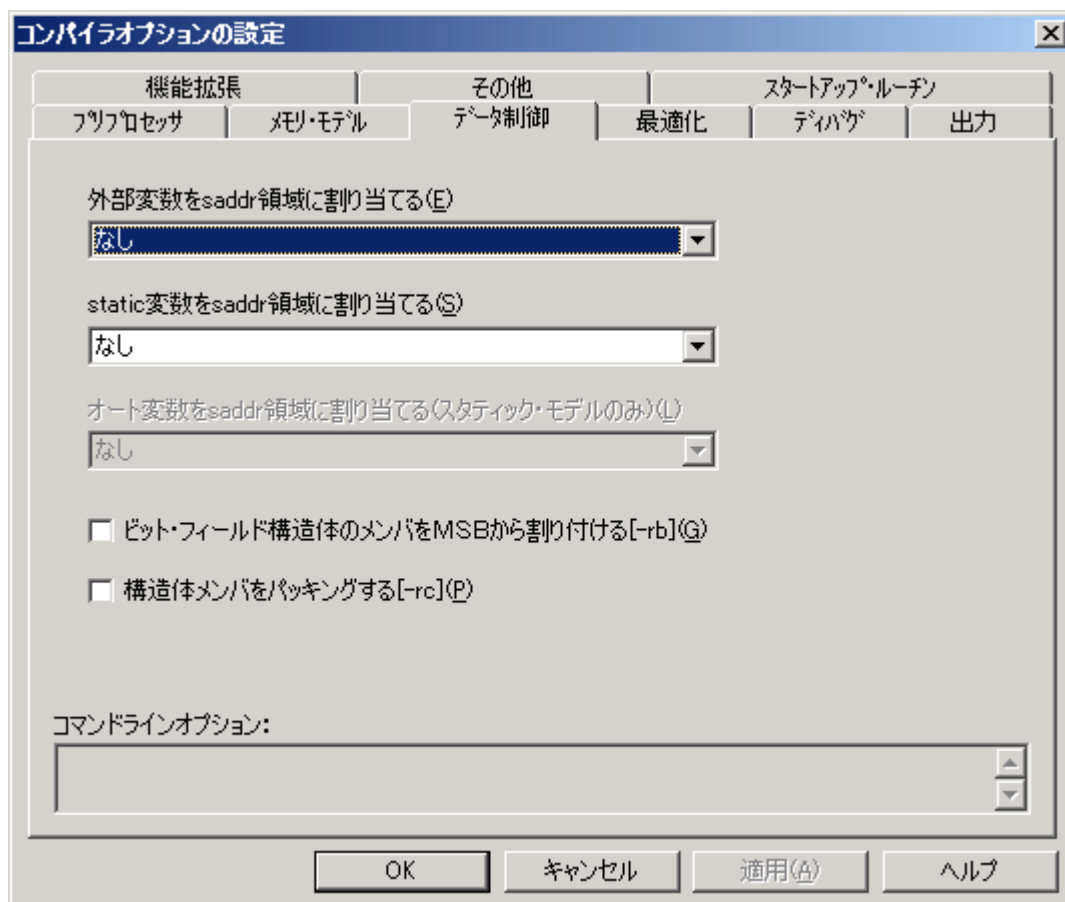 コンパイラオプションの設定
機能拡張
その他
ｽﾀｰﾄｱｯﾌﾟ･ﾙｰﾁﾝ
ﾌﾟﾘﾌﾟﾛｾｯｻ
ﾒﾓﾘ･ﾓﾃﾞﾙ
ﾃﾞｰﾀ制御
最適化
ﾃﾞｨﾊﾞｸﾞ
出力
外部変数をsaddr領域に割り当てる(E)
なし
static変数をsaddr領域に割り当てる(S)
なし
オート変数をsaddr領域に割り当てる(スタティック・モデルのみ)(L)
なし
ビット・フィールド構造体のメンバをMSBから割り付ける[-rb](G)
構造体メンバをパッキングする[-rc](P)
コマンドラインオプション:
OK
キャンセル
適用(A)
ヘルプ